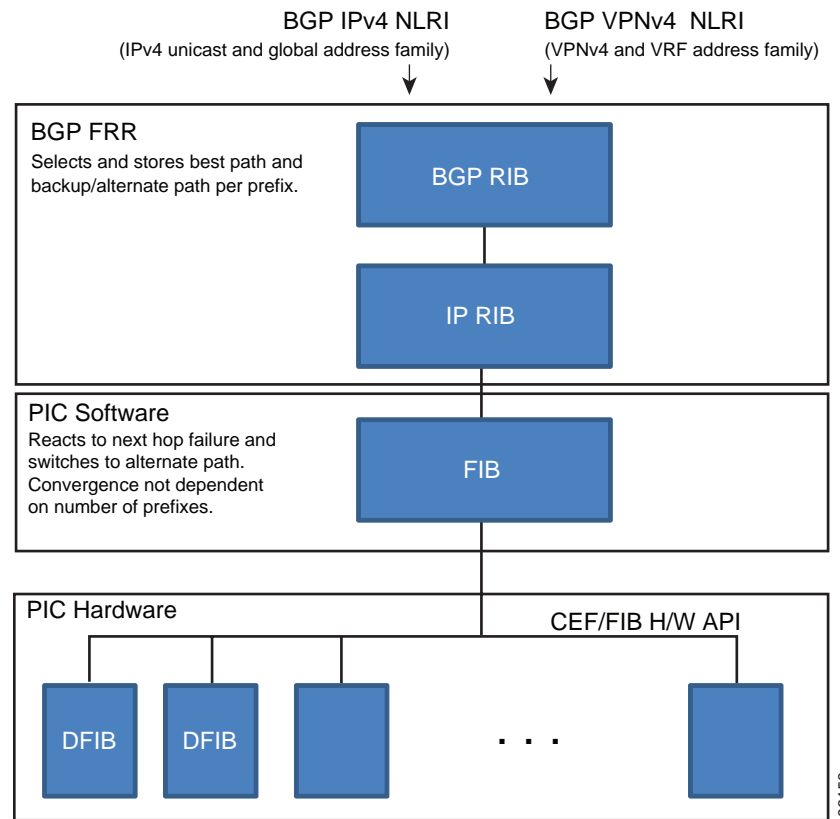 BGP IPv4 NLRI
(IPv4 unicast and global address family)
BGP VPNv4 NLRI
(VPNv4 and VRF address family)
BGP FRR
Selects and stores best path and
backup/alternate path per prefix.
BGP RIB
IP RIB
PIC Software
Reacts to next hop failure and
switches to alternate path.
Convergence not dependent
on number of prefixes.
FIB
PIC Hardware
CEF/FIB H/W API
DFIB
DFIB
. . .